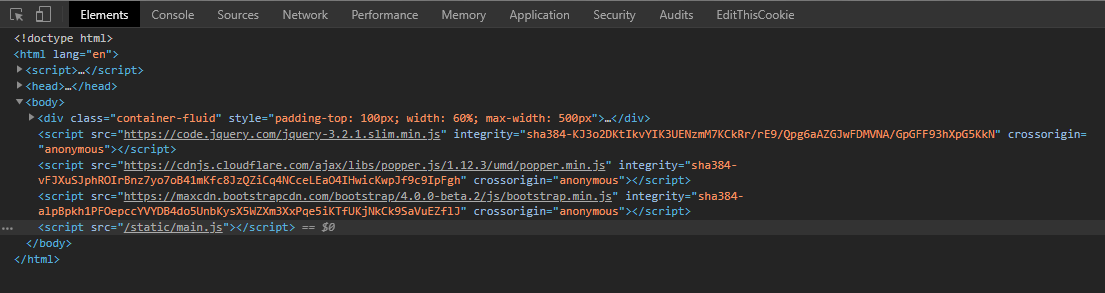 Elements Console Sources Network Performance Memory Application Security Audits EditThisCookie
<!doctype html>
<html lang="en">
<script>…</script>
<head>…</head>
<body>
<div class="container-fluid" style="padding-top: 100px; width: 60%; max-width: 500px">…</div>
<script src="https://code.jquery.com/jquery-3.2.1.slim.min.js" integrity="sha384-KJ3o2DKtIkvYIK3UENzmM7KCkRr/rE9/Qpg6aAZGJwFDMVNA/GpGFF93hXpG5KkN" crossorigin=
"anonymous"></script>
<script src="https://cdnjs.cloudflare.com/ajax/libs/popper.js/1.12.3/umd/popper.min.js" integrity="sha384-
vFJXuSJphROIrBnz7yo7oB41mKfc8JzQZiCq4NCceLEaO4IHwicKwpJf9c9IpFgh" crossorigin="anonymous"></script>
<script src="https://maxcdn.bootstrapcdn.com/bootstrap/4.0.0-beta.2/js/bootstrap.min.js" integrity="sha384-
alpBpkh1PFOepccYVYDB4do5UnbKysX5WZXm3XxPqe5iKTfUKjNkCk9SaVuEZflJ" crossorigin="anonymous"></script>
<script src="/static/main.js"></script> == $0
</body>
</html>